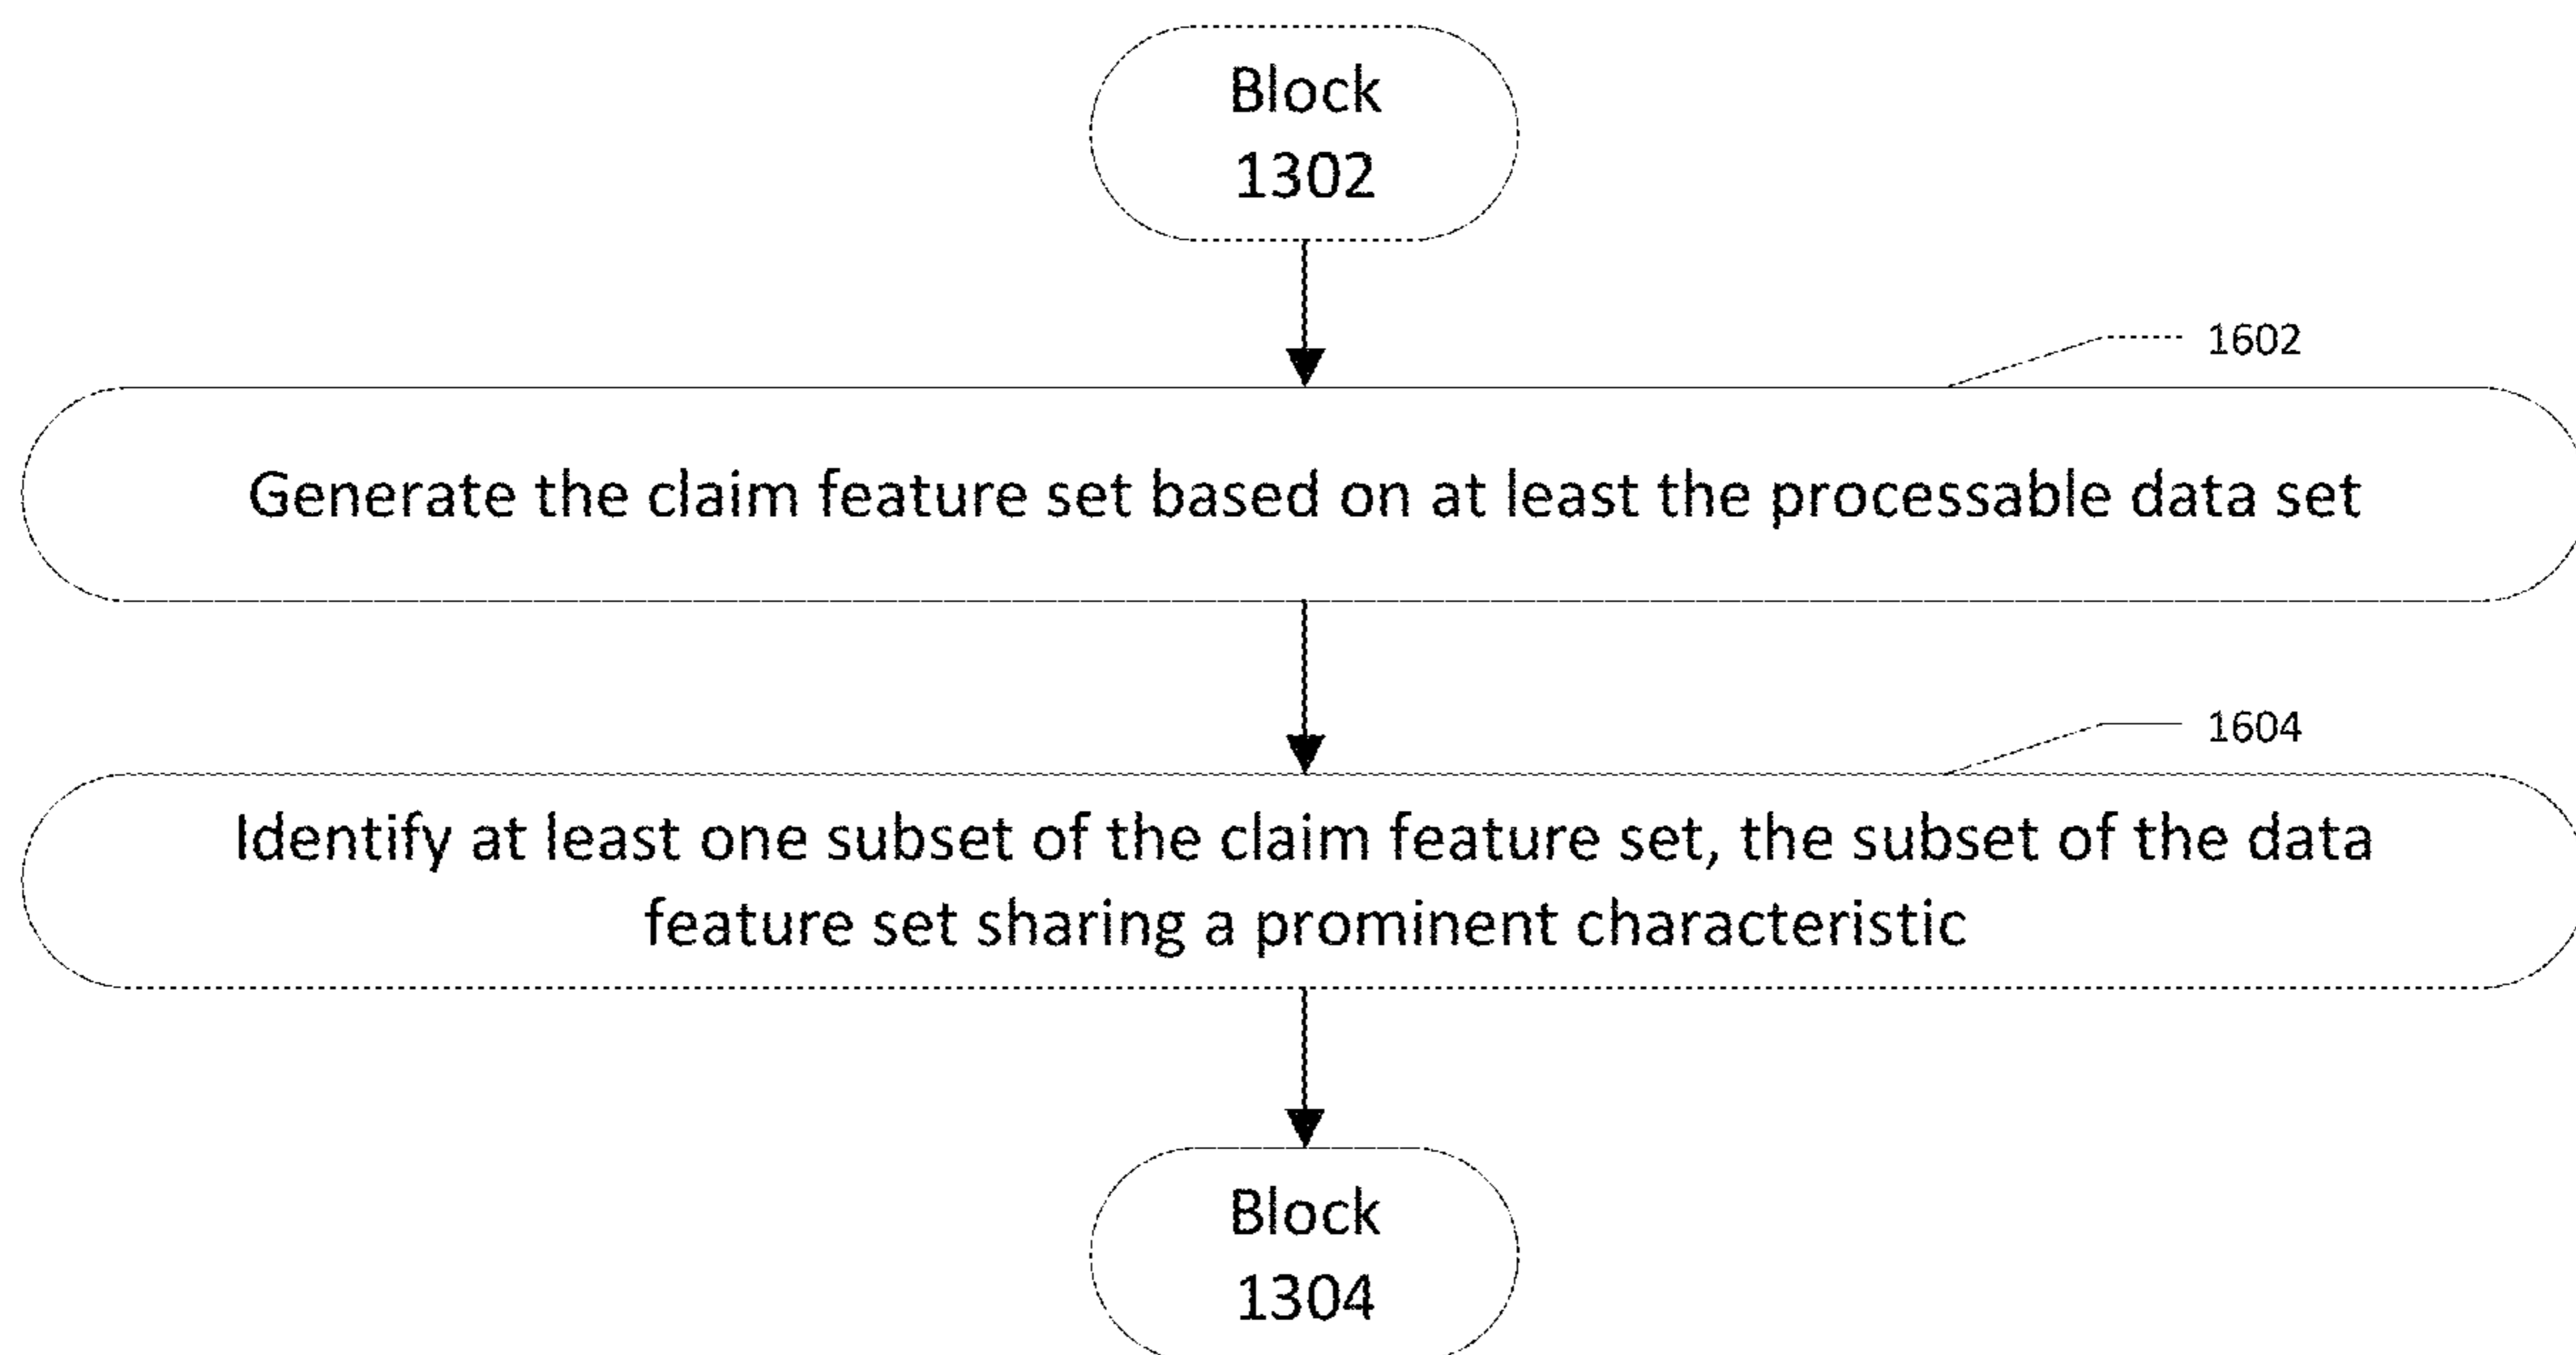 Block
1302
1602
Generate the claim feature set based on at least the processable data set
1604
Identify at least one subset of the claim feature set, the subset of the data
feature set sharing a prominent characteristic
Block
1304